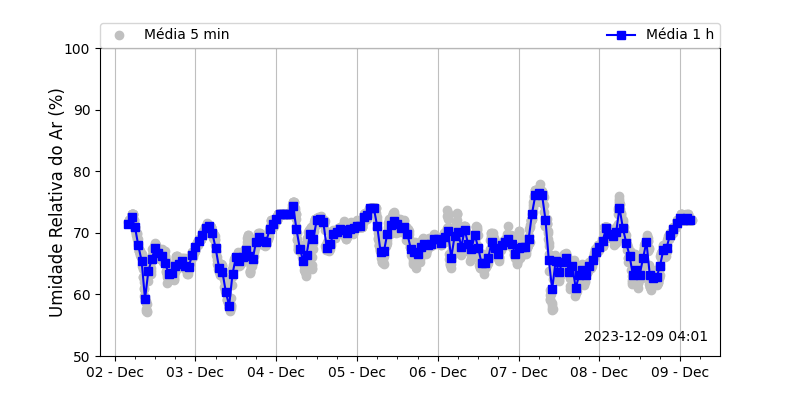 Média 5 min
Média 1 h
Umidade Relativa do Ar (%)
100
90
80
70
60
50
2023-12-09 04:01
02 - Dec
03 - Dec
04 - Dec
05 - Dec
06 - Dec
07 - Dec
08 - Dec
09 - Dec